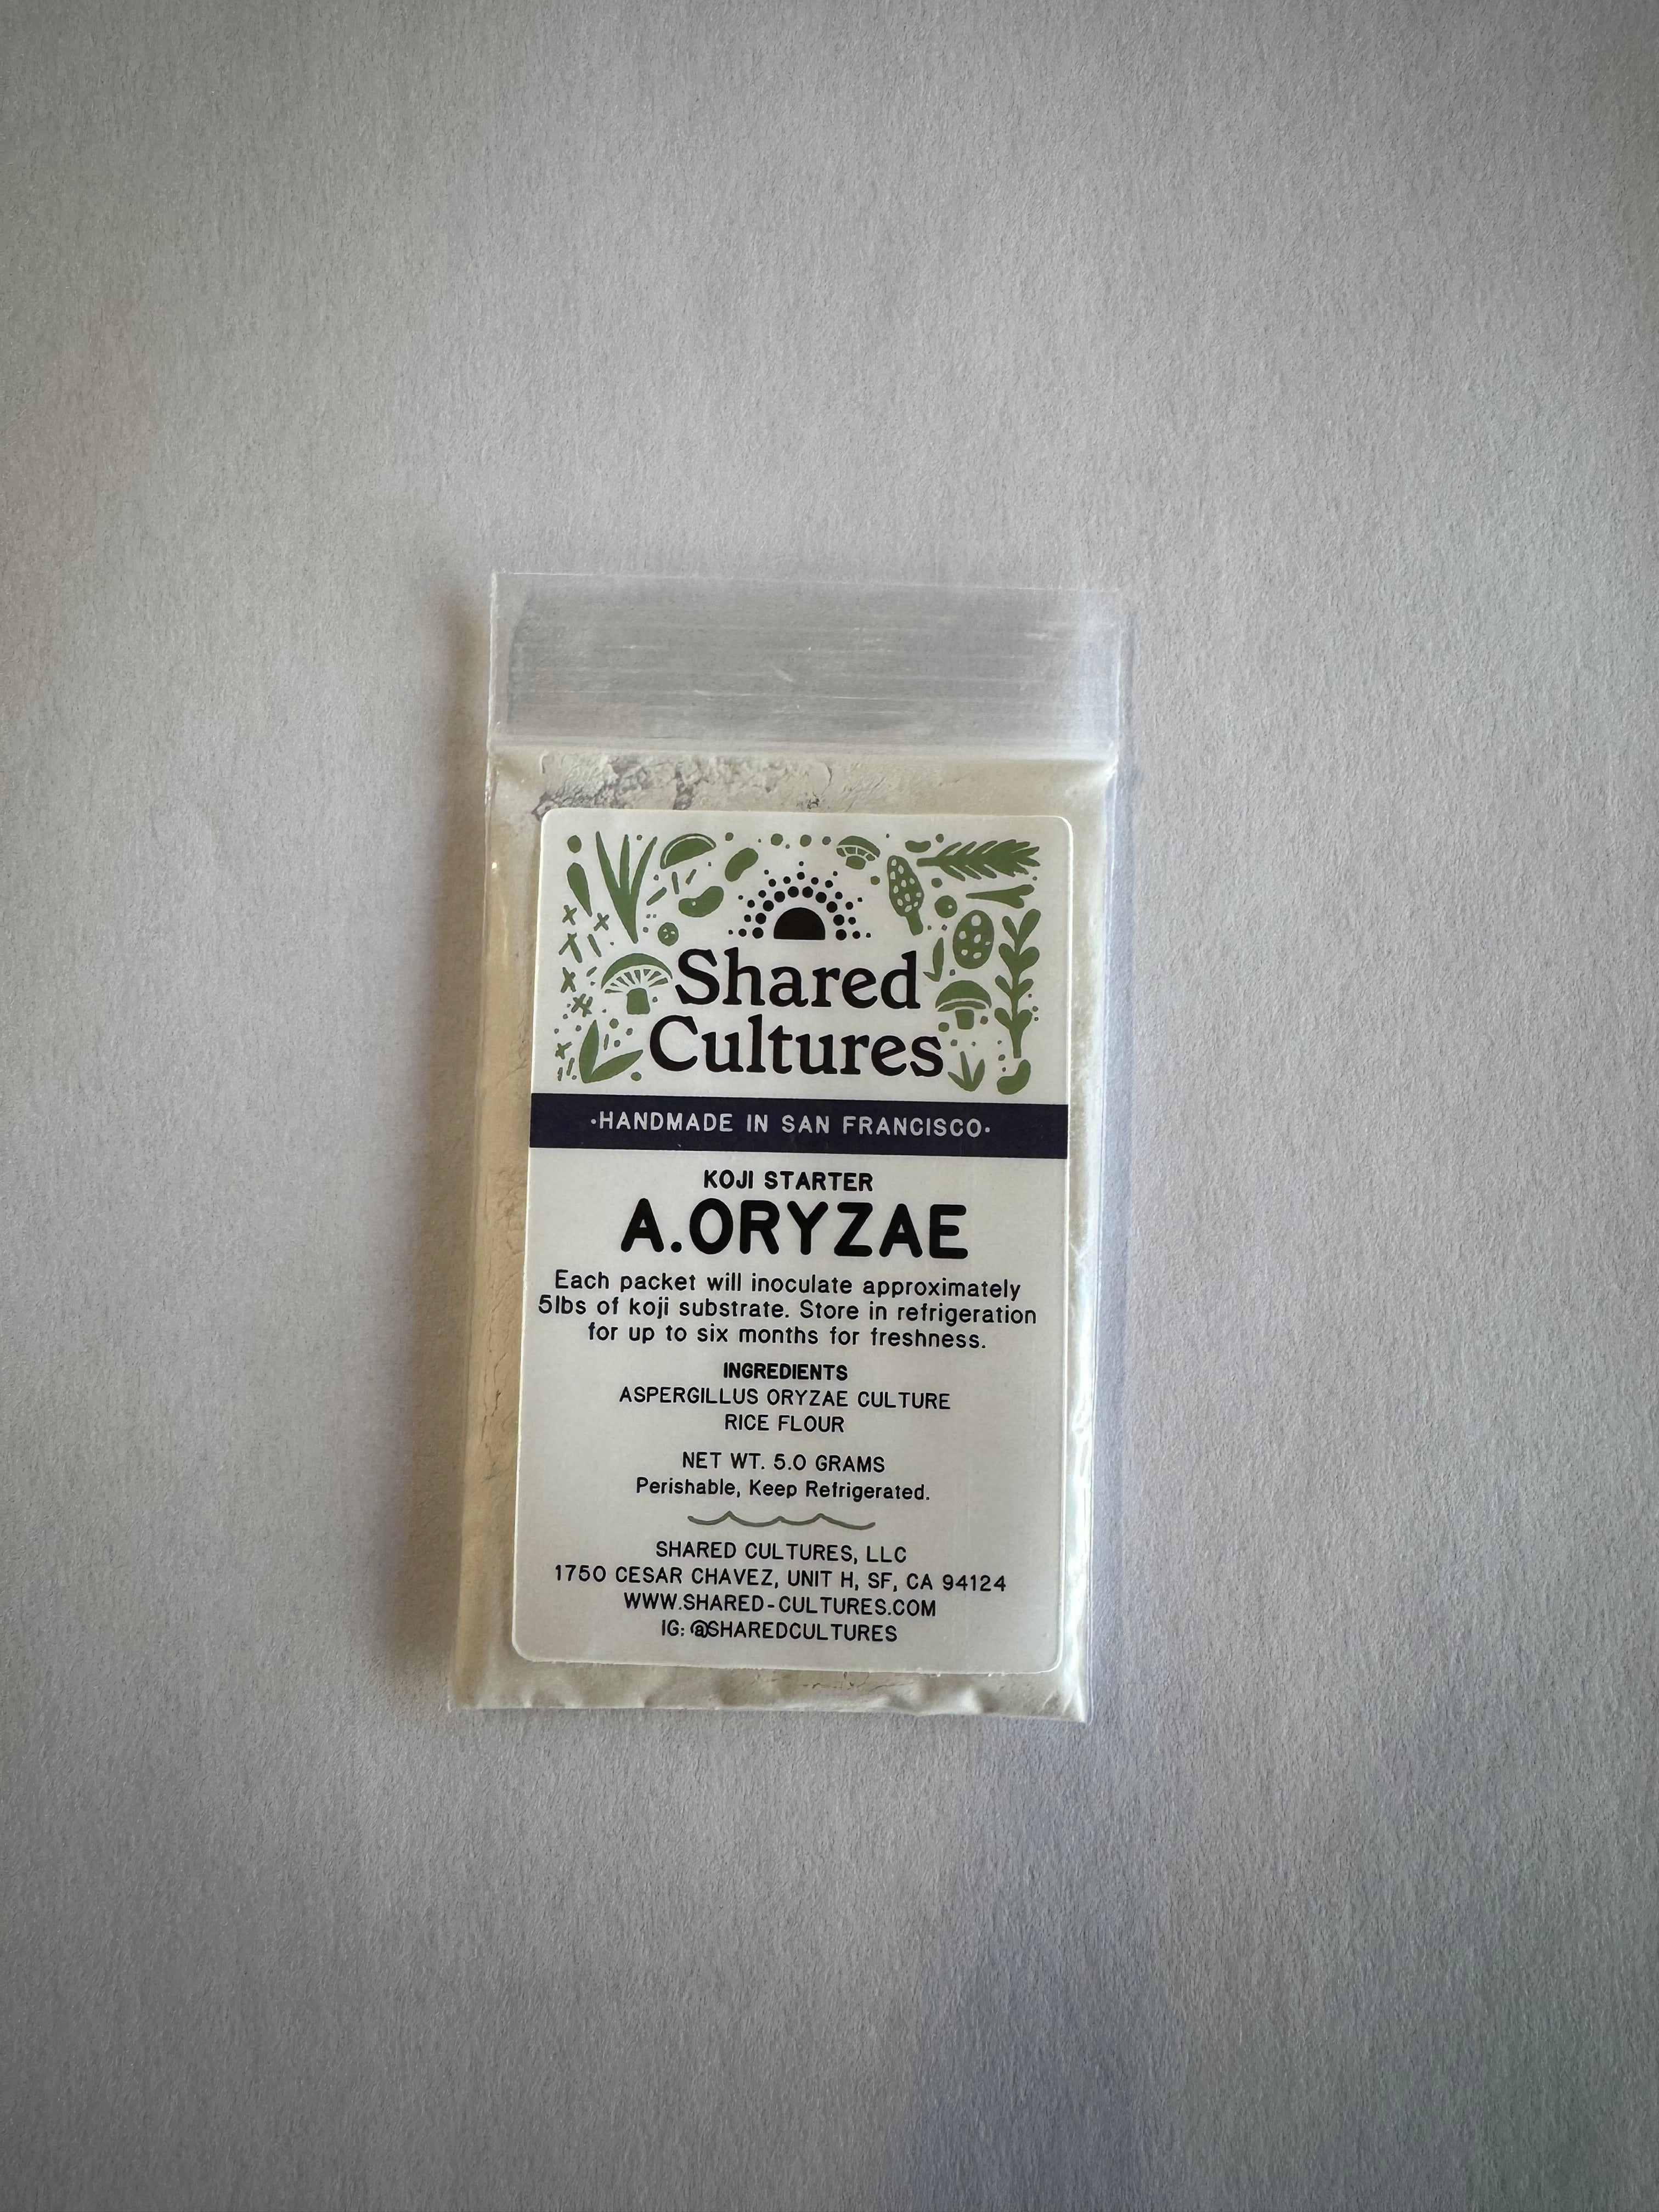 Shared
Cultures
·HANDMADE IN SAN FRANCISCO·
KOJI STARTER
A.ORYZAE
Each packet will inoculate approximately
5lbs of koji substrate. Store in refrigeration
for up to six months for freshness.
INGREDIENTS
ASPERGILLUS ORYZAE CULTURE
RICE FLOUR
NET WT. 5.0 GRAMS
Perishable, Keep Refrigerated.
SHARED CULTURES, LLC
1750 CESAR CHAVEZ, UNIT H, SF, CA 94124
WWW.SHARED-CULTURES.COM
IG: @SHAREDCULTURES